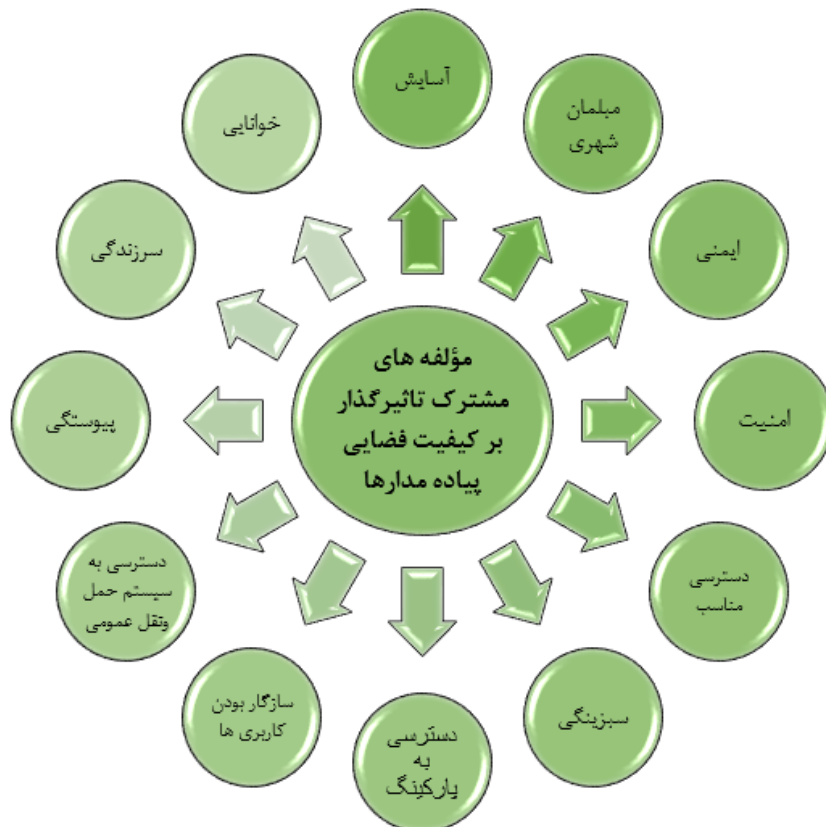 مؤلفه های
مشترک تاثیرگذار
بر کیفیت فضایی
پیاده مدارها
آسایش
مبلمان
شهری
ایمنی
امنیت
دسترسی
مناسب
سبزینگی
دسترسی
به
پارکینگ
سازگار بودن
کاربری ها
دسترسی به
سیستم حمل
ونقل عمومی
پیوستگی
سرزندگی
خوانایی